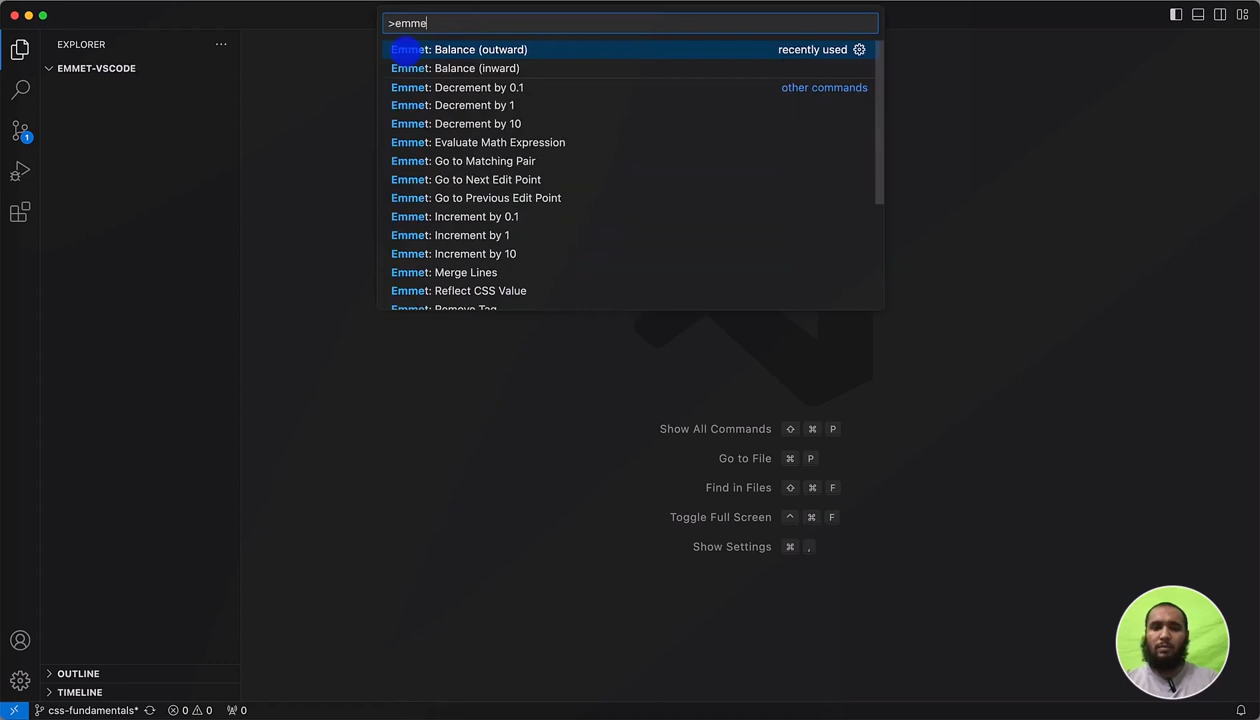 >emme
EXPLORER
EMMET-VSCODE
1
Emmet: Balance (outward) recently used
Emmet: Balance (inward)
Emmet: Decrement by 0.1 other commands
Emmet: Decrement by 1
Emmet: Decrement by 10
Emmet: Evaluate Math Expression
Emmet: Go to Matching Pair
Emmet: Go to Next Edit Point
Emmet: Go to Previous Edit Point
Emmet: Increment by 0.1
Emmet: Increment by 1
Emmet: Increment by 10
Emmet: Merge Lines
Emmet: Reflect CSS Value
Emmet: Remove Tag
Show All Commands ⇧ ⌘ P
Go to File ⌘ P
Find in Files ⇧ ⌘ F
Toggle Full Screen ^ ⌘ F
Show Settings ⌘ ,
OUTLINE
TIMELINE
css-fundamentals* 0 0 0